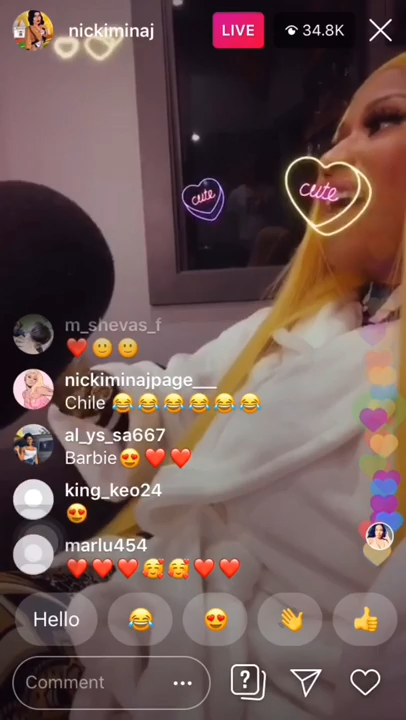 nickiminaj
LIVE
34.8K
cute
cute
m_shevas_f
❤️🙂🙂
nickiminajpage___
Chile 😂😂😂😂😂😂
al_ys_sa667
Barbie😍❤️❤️
king_keo24
😍
marlu454
❤️❤️❤️🥰🥰❤️❤️
Hello 😂 😍 👋 👍
Comment